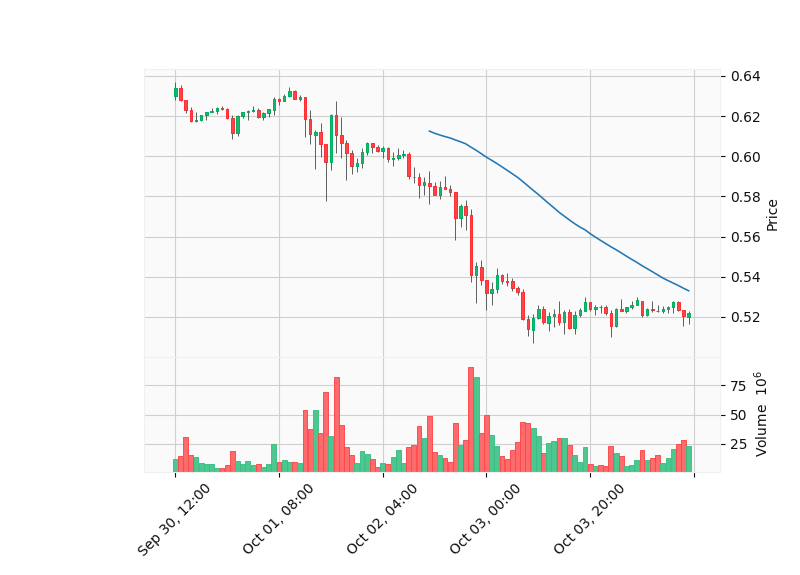 0.64
0.62
0.60
0.58
0.56
0.54
0.52
Price
75
50
25
Volume 10⁶
Sep 30, 12:00
Oct 01, 08:00
Oct 02, 04:00
Oct 03, 00:00
Oct 03, 20:00